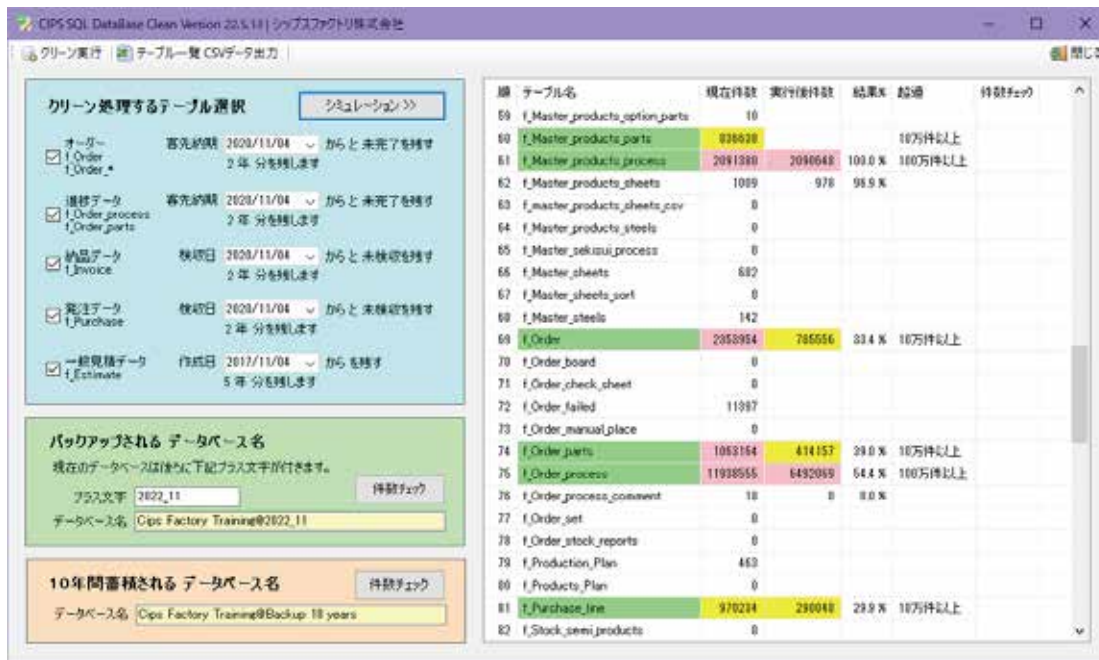 CIPS SQL DataBase Clean Version 22.5.11 | シップスファクトリ株式会社
クリーン実行 テーブル一覧 CSVデータ出力 閉じる
クリーン処理するテーブル選択 シミュレーション >>
オーダー 客先納期 2020/11/04 からと 未完了を残す
f_Order
f_Order_* 2 年 分を残します
進捗データ 客先納期 2020/11/04 からと 未完了を残す
f_Order_process
f_Order_parts 2 年 分を残します
納品データ 検収日 2020/11/04 からと 未検収を残す
f_Invoice 2 年 分を残します
発注データ 検収日 2020/11/04 からと 未検収を残す
f_Purchase 2 年 分を残します
一般見積データ 作成日 2017/11/04 から を残す
f_Estimate 5 年 分を残します
バックアップされる データベース名
現在のデータベースは後ろに下記プラス文字が付きます。
プラス文字 2022_11 件数チェック
データベース名 Cips Factory Training@2022_11
10年間蓄積される データベース名 件数チェック
データベース名 Cips Factory Training@Backup 10 years
順 テーブル名 現在件数 実行後件数 結果% 超過 件数チェック
59 f_Master_products_option_parts 10
60 f_Master_products_parts 836638 10万件以上
61 f_Master_products_process 2091380 2090648 100.0 % 100万件以上
62 f_Master_products_sheets 1009 978 96.9 %
63 f_master_products_sheets_csv 0
64 f_Master_products_steels 0
65 f_Master_sekisui_process 0
66 f_Master_sheets 602
67 f_Master_sheets_sort 0
68 f_Master_steels 142
69 f_Order 2353954 785556 33.4 % 10万件以上
70 f_Order_board 0
71 f_Order_check_sheet 0
72 f_Order_failed 11397
73 f_Order_manual_place 0
74 f_Order_parts 1063164 414157 39.0 % 10万件以上
75 f_Order_process 11938555 6492069 54.4 % 100万件以上
76 f_Order_process_comment 10 0 0.0 %
77 f_Order_set 0
78 f_Order_stock_reports 0
79 f_Production_Plan 463
80 f_Products_Plan 0
81 f_Purchase_line 970234 290048 29.9 % 10万件以上
82 f_Stock_semi_products 0